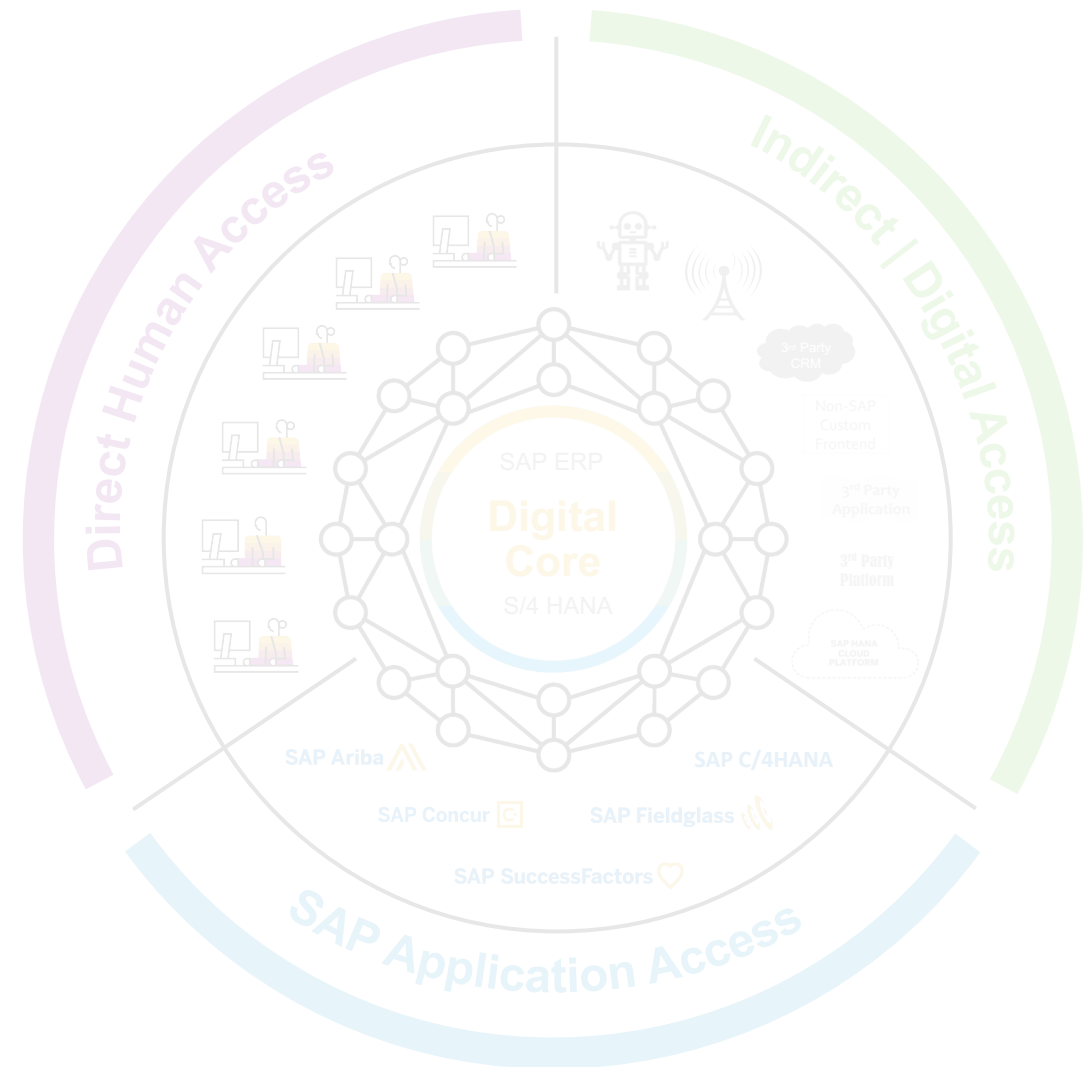 Direct Human Access
Indirect | Digital Access
3rd Party
CRM
Non-SAP
Custom
Frontend
3rd Party
Application
3rd Party
Platform
SAP HANA
CLOUD
PLATFORM
SAP ERP
Digital
Core
S/4 HANA
SAP Ariba
SAP C/4HANA
SAP Concur C.
SAP Fieldglass
SAP SuccessFactors
SAP Application Access